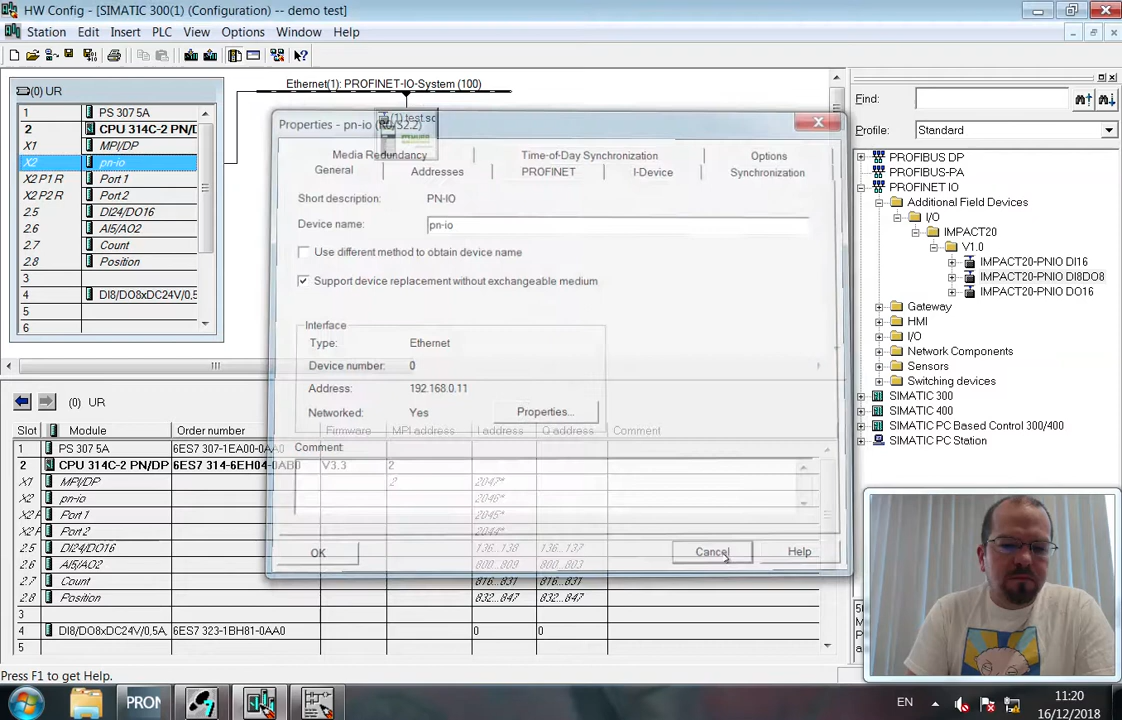 HW Config - [SIMATIC 300(1) (Configuration) -- demo test]
Station Edit Insert PLC View Options Window Help
(0) UR
1 PS 307 5A
2 CPU 314C-2 PN/D
X1 MPI/DP
X2 pn-io
X2 P1 R Port 1
X2 P2 R Port 2
2.5 DI24/DO16
2.6 AI5/AO2
2.7 Count
2.8 Position
3
4 DI8/DO8xDC24V/0,5A
5
6
Ethernet(1): PROFINET-IO-System (100)
(1) test
Properties - pn-io
Media Redundancy Time-of-Day Synchronization Options
General Addresses PROFINET I-Device Synchronization
Short description: PN-IO
Device name: pn-io
Use different method to obtain device name
Support device replacement without exchangeable medium
Interface
Type: Ethernet
Device number: 0
Address: 192.168.0.11
Networked: Yes Properties...
Comment:
OK Cancel Help
(0) UR
Slot Module Order number Firmware MPI address I address Q address Comment
1 PS 307 5A 6ES7 307-1EA00-0AA0
2 CPU 314C-2 PN/DP 6ES7 314-6EH04-0AB0 V3.3 2
X1 MPI/DP 2 2047*
X2 pn-io 2046*
X2 P Port 1 2045*
X2 P Port 2 2044*
2.5 DI24/DO16 136...138 136...137
2.6 AI5/AO2 800...809 800...803
2.7 Count 816...831 816...831
2.8 Position 832...847 832...847
3
4 DI8/DO8xDC24V/0,5A, 6ES7 323-1BH81-0AA0 0 0
5
Find:
Profile: Standard
PROFIBUS DP
PROFIBUS-PA
PROFINET IO
Additional Field Devices
I/O
IMPACT20
V1.0
IMPACT20-PNIO DI16
IMPACT20-PNIO DI8DO8
IMPACT20-PNIO DO16
Gateway
HMI
I/O
Network Components
Sensors
Switching devices
SIMATIC 300
SIMATIC 400
SIMATIC PC Based Control 300/400
SIMATIC PC Station
Press F1 to get Help.
PRON
EN
11:20
16/12/2018